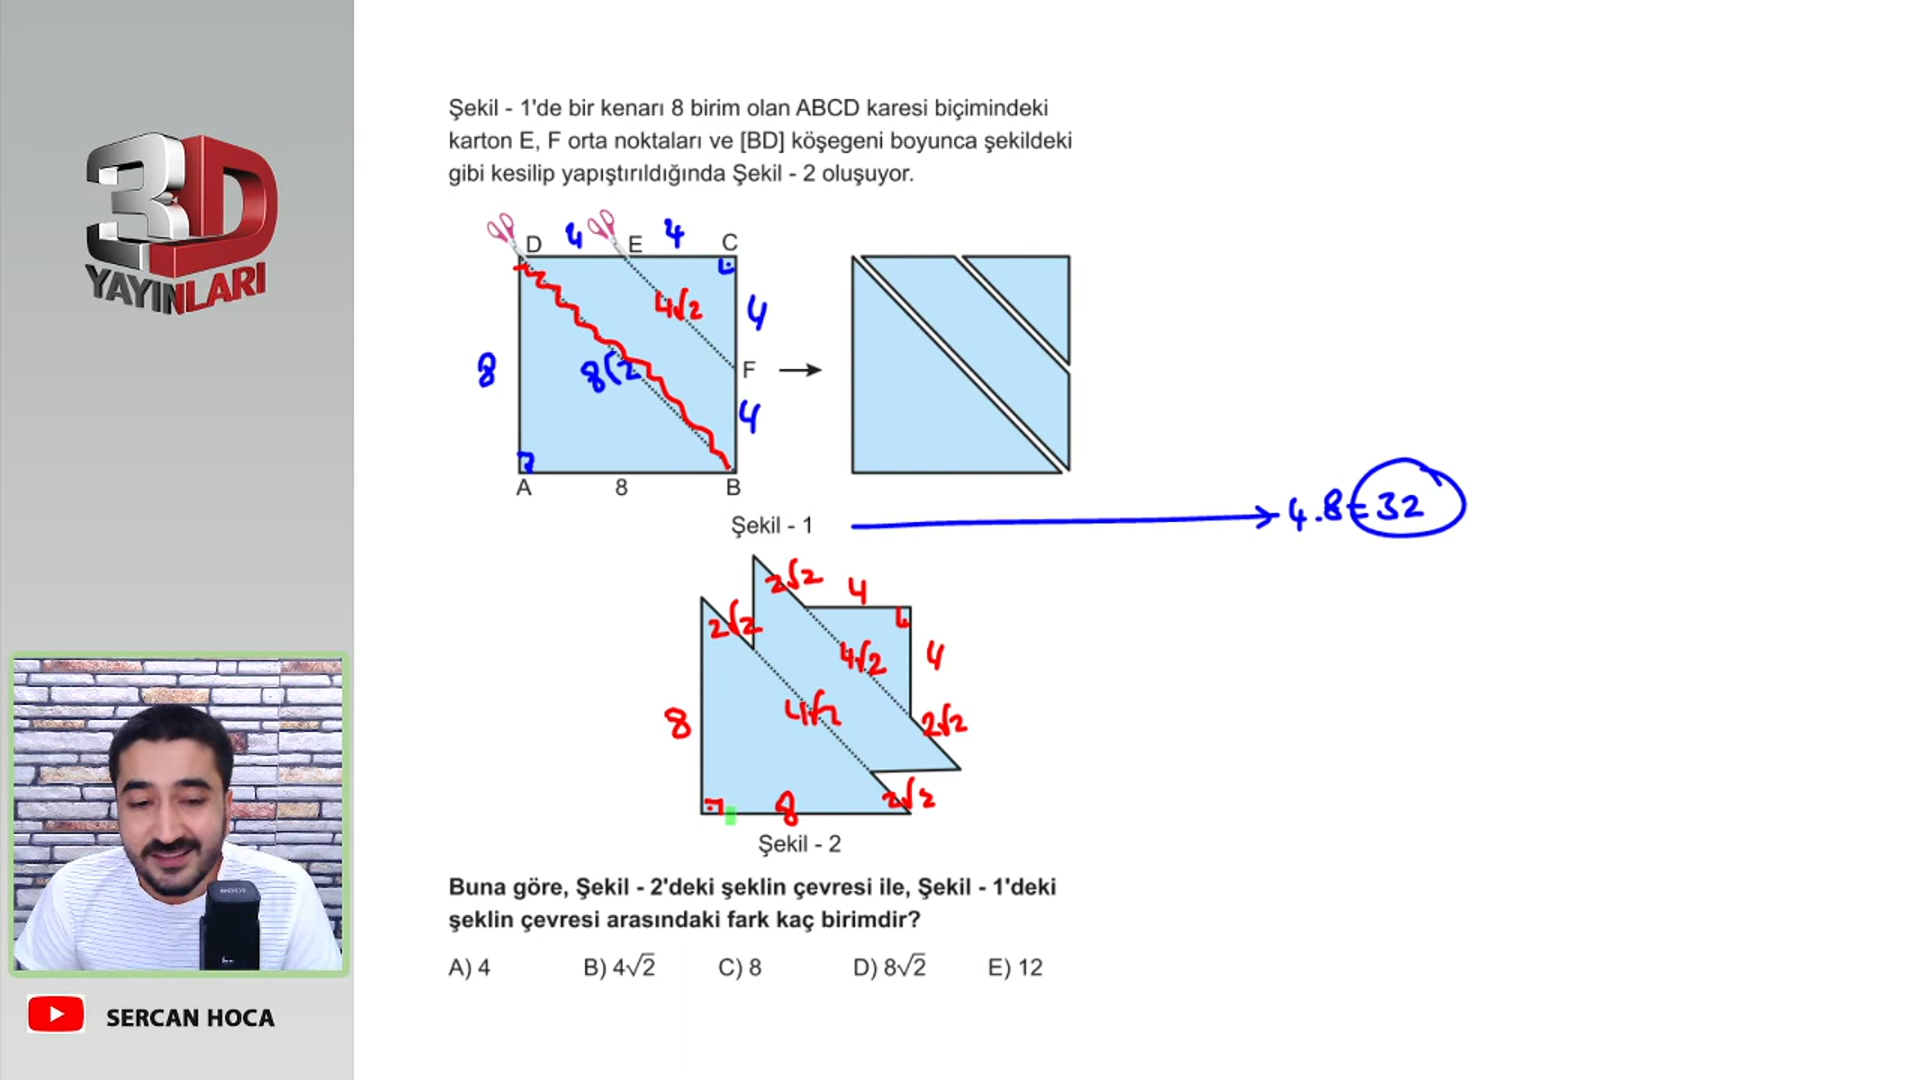 3D
YAYINLARI
Şekil - 1'de bir kenarı 8 birim olan ABCD karesi biçimindeki
karton E, F orta noktaları ve [BD] köşegeni boyunca şekildeki
gibi kesilip yapıştırıldığında Şekil - 2 oluşuyor.
D 4 E 4 C
4√2
4
8
8√2
F
4
A 8 B
Şekil - 1
4.8=32
2√2
4
2√2
4√2
4
4√2
8
2√2
8
2√2
Şekil - 2
Buna göre, Şekil - 2'deki şeklin çevresi ile, Şekil - 1'deki
şeklin çevresi arasındaki fark kaç birimdir?
A) 4 B) 4√2 C) 8 D) 8√2 E) 12
SERCAN HOCA